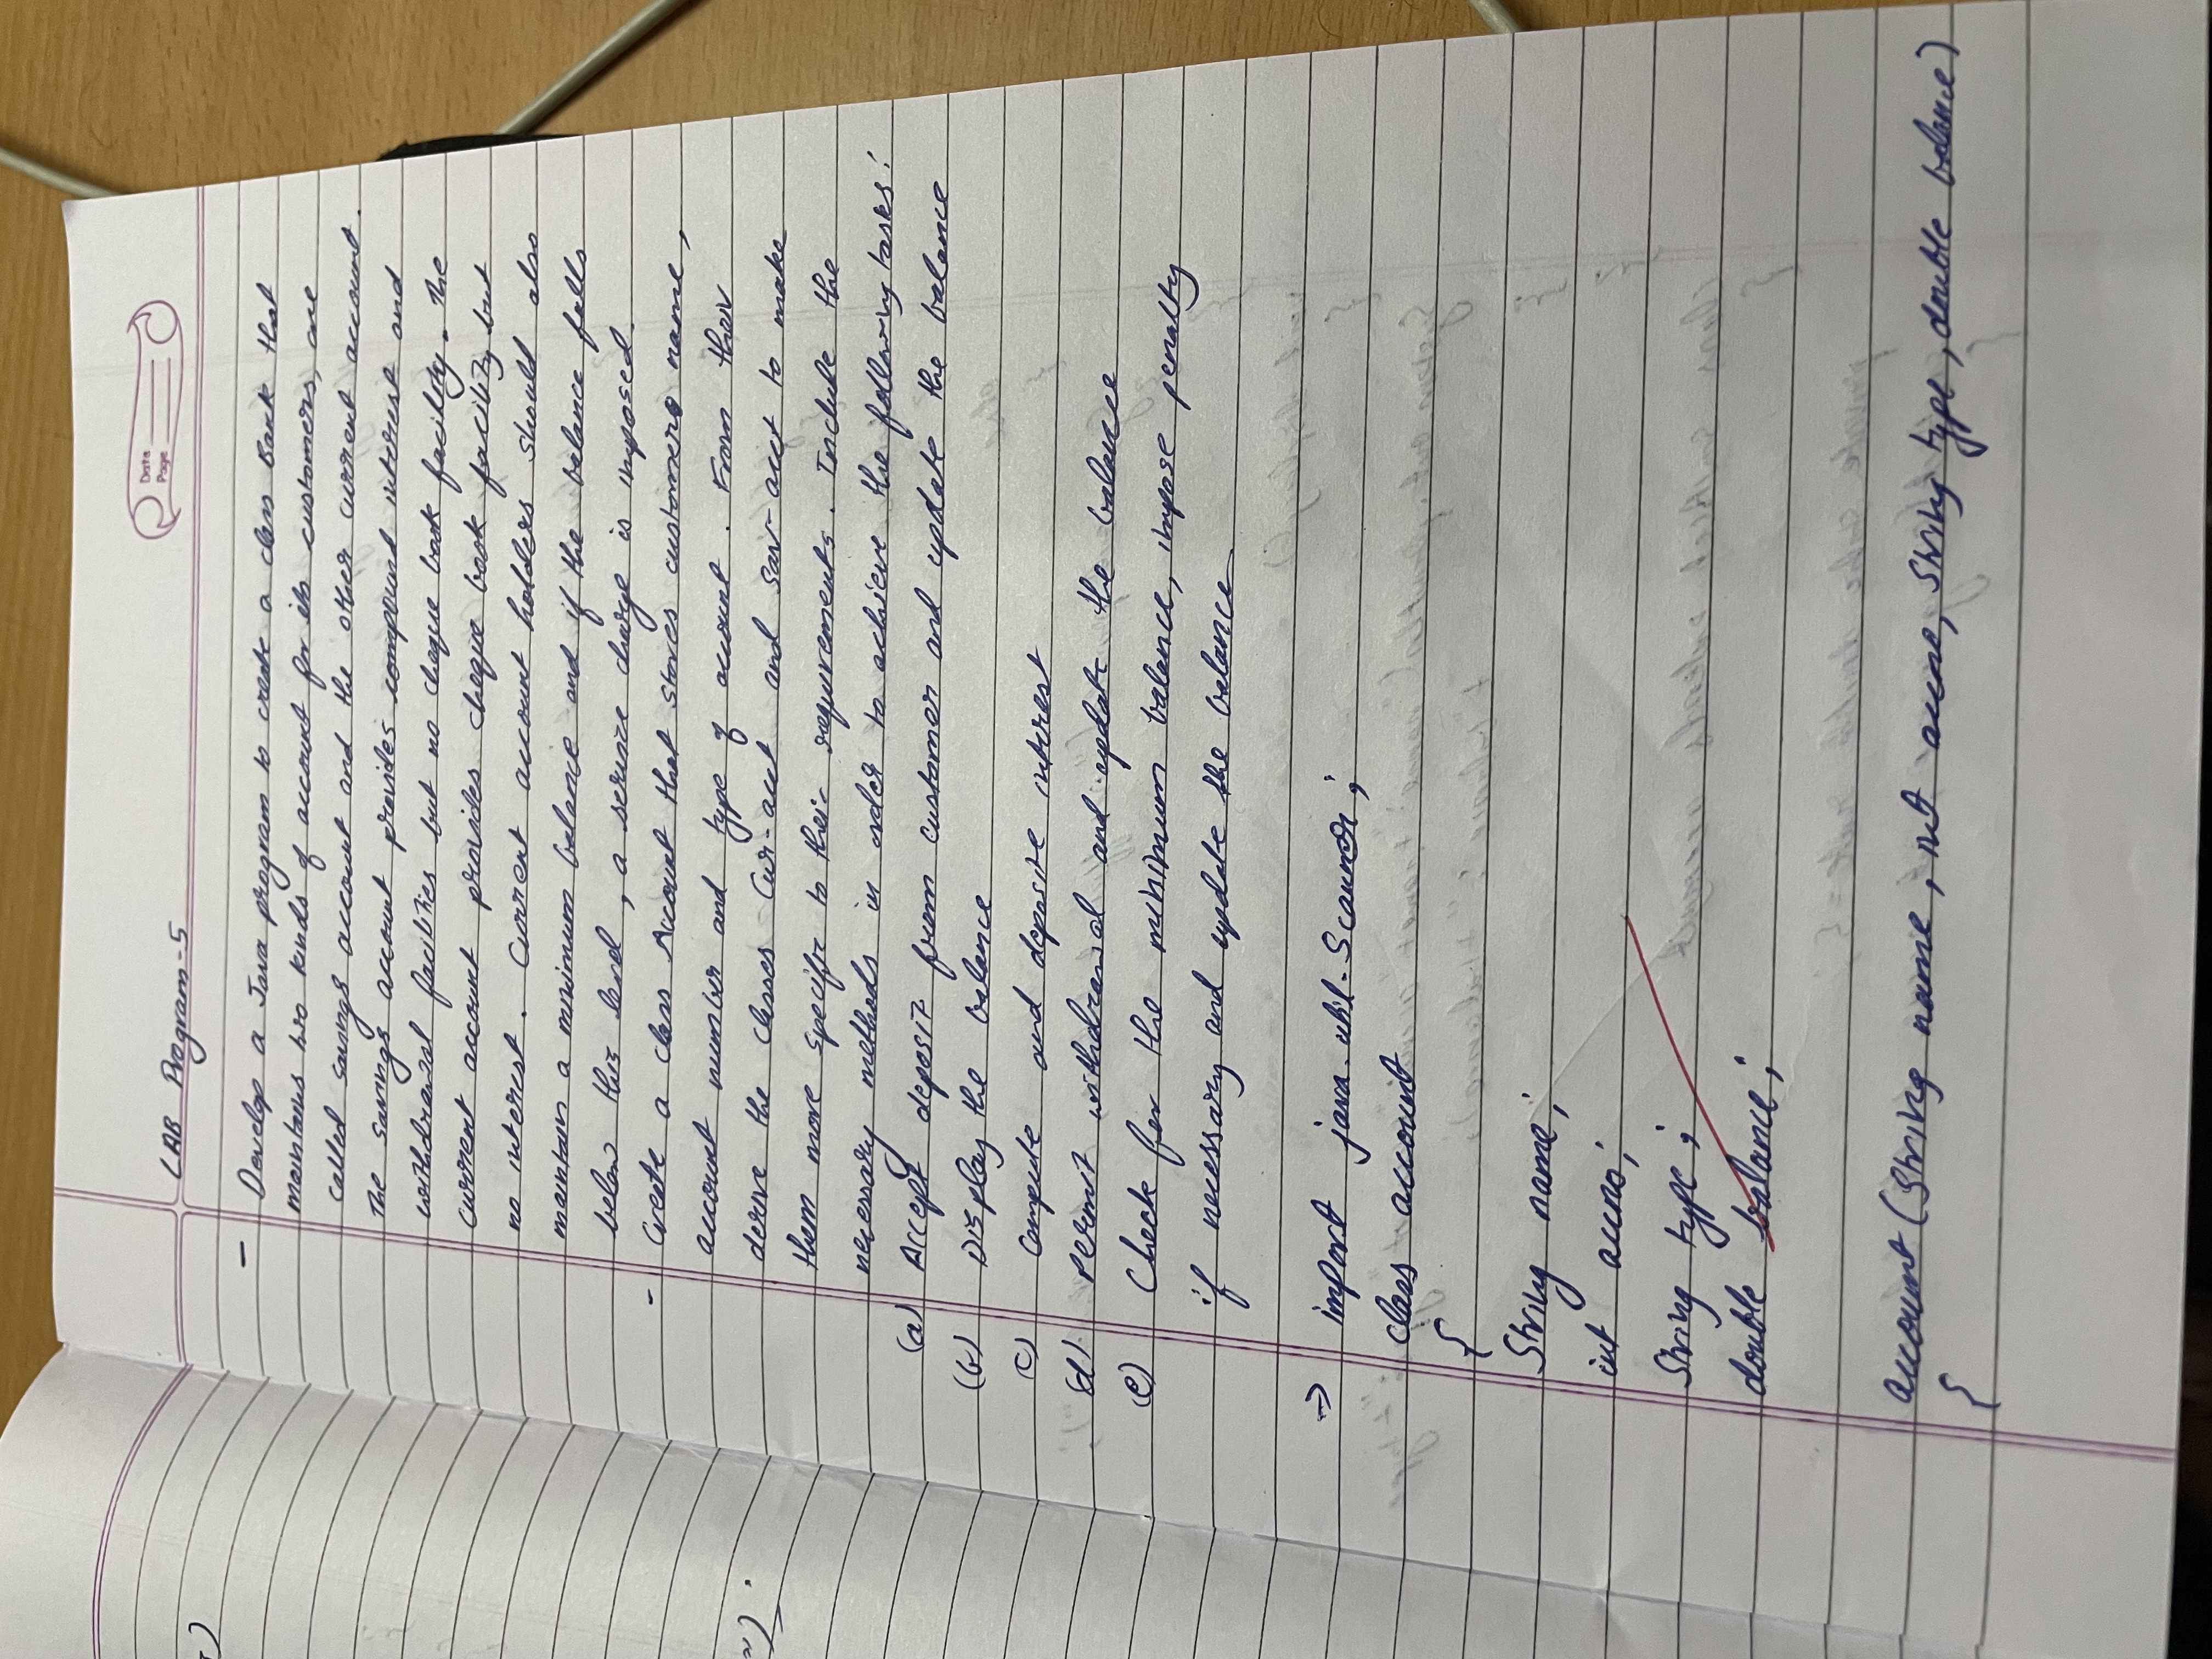 Date
Page
LAB Program-5
- Develop a Java program to create a class Bank that
maintains two kinds of account for its customers, one
called savings account and the other current account.
The savings account provides compound interest and
withdrawal facilities but no cheque book facility. The
current account provides cheque book facility but
no interest. Current account holders should also
maintain a minimum balance and if the balance falls
below this level, a service charge is imposed.
- Create a class Account that stores customers name,
account number and type of account. From their
derive the classes Cur-acct and sav-acct to make
them more specific to their requirements. Include the
necessary methods in order to achieve the following tasks:
(a) Accept deposit from customer and update the balance
(b) Display the balance
(c) Compute and deposite interest
(d) Permit withdrawal and update the balance
(e) Check for the minimum balance, impose penalty
if necessary and update the balance
→ import java.util.Scanner;
class account
{
String name;
int accno;
String type;
double balance;
account (String name, int accno, String type, double balance)
{